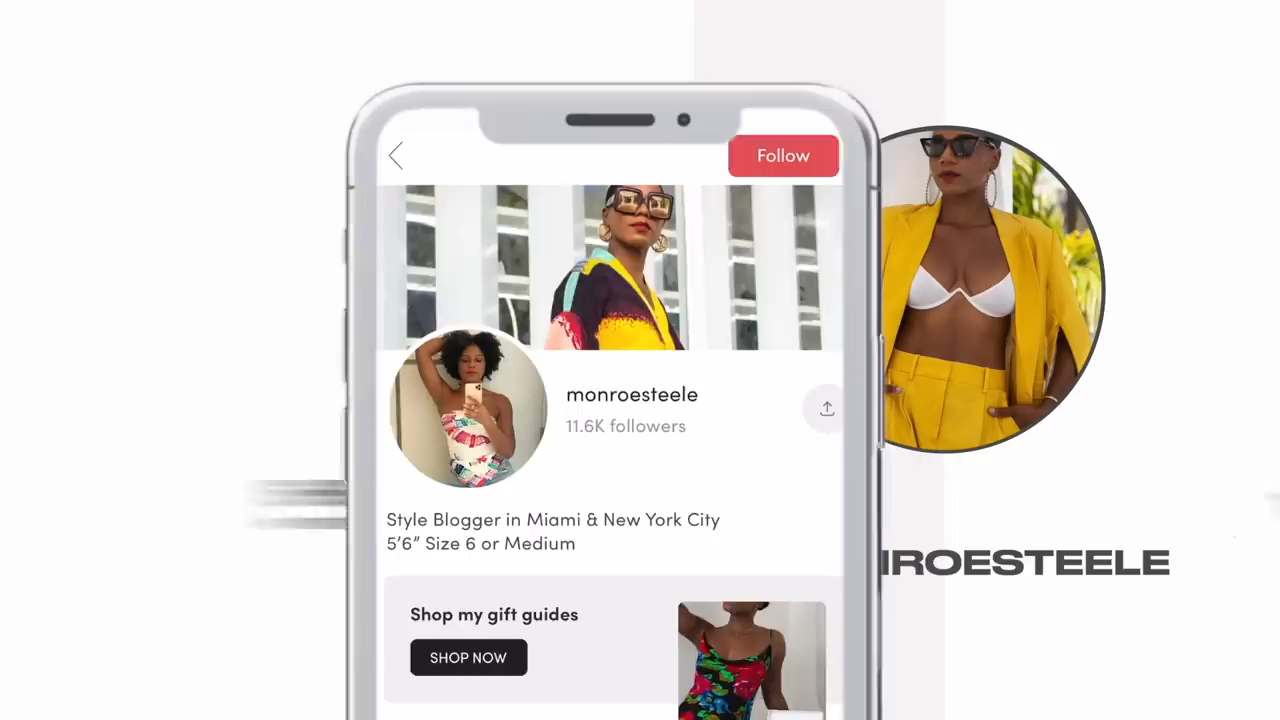 Follow
monroesteele
11.6K followers
Style Blogger in Miami & New York City
5’6” Size 6 or Medium
Shop my gift guides
SHOP NOW
ROESTEELE